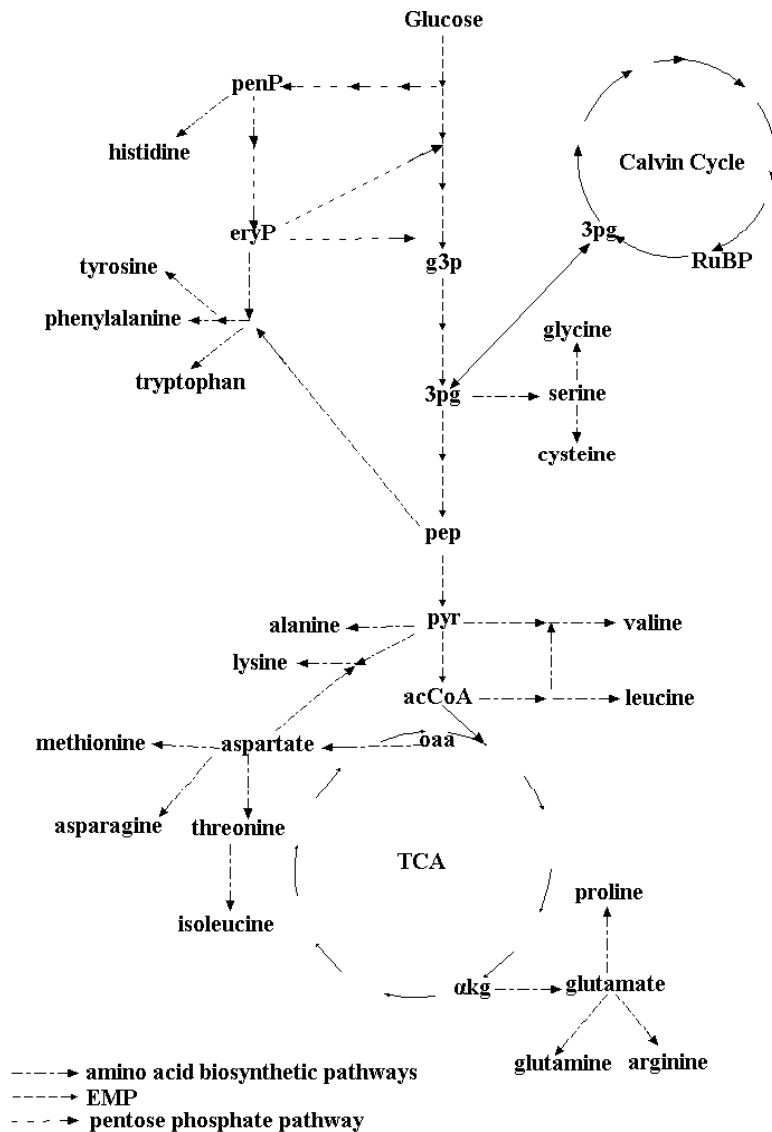 Glucose
penP
histidine
Calvin Cycle
eryP
3pg
RuBP
g3p
tyrosine
phenylalanine
tryptophan
glycine
3pg
serine
cysteine
pep
alanine
pyr
valine
lysine
acCoA
leucine
methionine
aspartate
oaa
asparagine
threonine
TCA
isoleucine
proline
αkg
glutamate
glutamine
arginine
amino acid biosynthetic pathways
EMP
pentose phosphate pathway